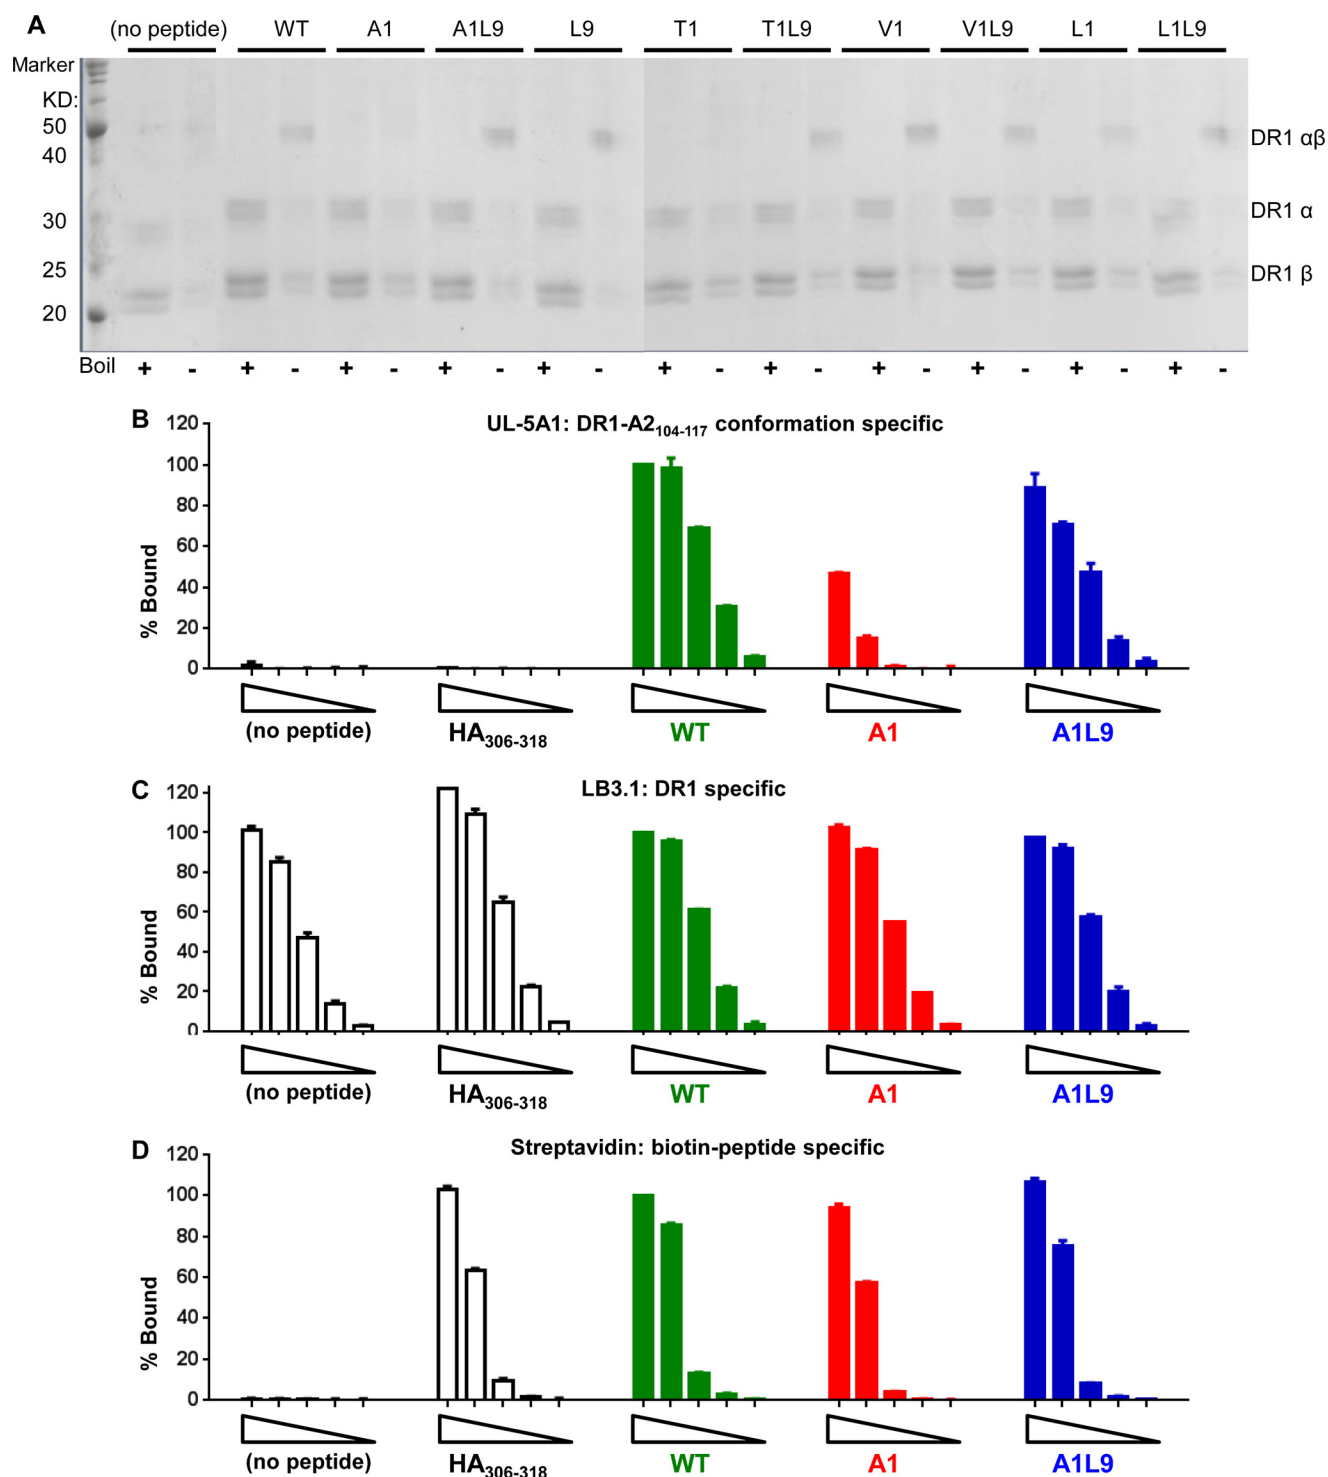 A
(no peptide) WT A1 A1L9 L9 T1 T1L9 V1 V1L9 L1 L1L9
Marker
KD:
50
40
30
25
20
DR1 αβ
DR1 α
DR1 β
Boil + - + - + - + - + - + - + - + - + - + - + -
B
UL-5A1: DR1-A2104-117 conformation specific
% Bound
120
100
80
60
40
20
0
(no peptide) HA306-318 WT A1 A1L9
C
LB3.1: DR1 specific
% Bound
120
100
80
60
40
20
0
(no peptide) HA306-318 WT A1 A1L9
D
Streptavidin: biotin-peptide specific
% Bound
120
100
80
60
40
20
0
(no peptide) HA306-318 WT A1 A1L9